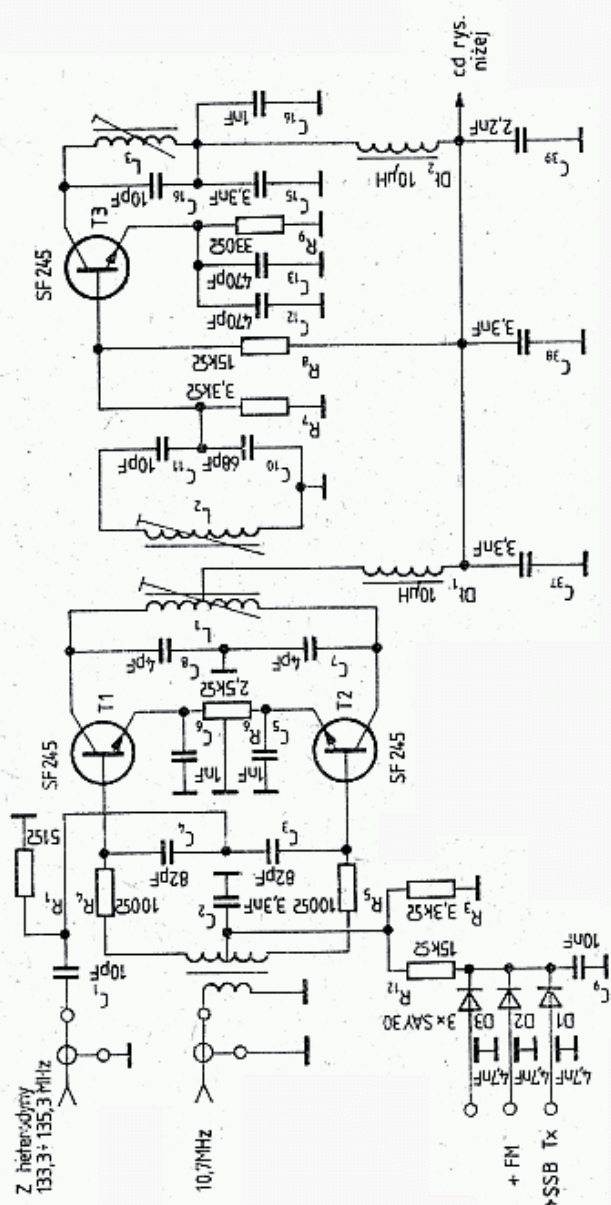 Z heterodyny
133,3÷135,3 MHz
10,7MHz
+ FM
+SSB Tx
C1
10pF
R1
51Ω
R4
100Ω
C4
82pF
C3
82pF
C2
3,3nF
R5
100Ω
R3
3,3kΩ
R12
15kΩ
3x SAY30
D3
D2
D1
4,7nF
4,7nF
4,7nF
C9
10nF
SF 245
T1
C6
1nF
R6
2,5kΩ
C5
1nF
T2
SF 245
C8
4pF
C7
4pF
L1
Dł1
10μH
C37
3,3nF
L2
C11
10pF
C10
68pF
R7
3,3kΩ
R8
15kΩ
C38
3,3nF
SF 245
T3
C12
470pF
C13
470pF
R9
330Ω
C16
10pF
C15
3,3nF
L3
C16
1nF
Dł2
10μH
C39
2,2nF
cd rys.
niżej